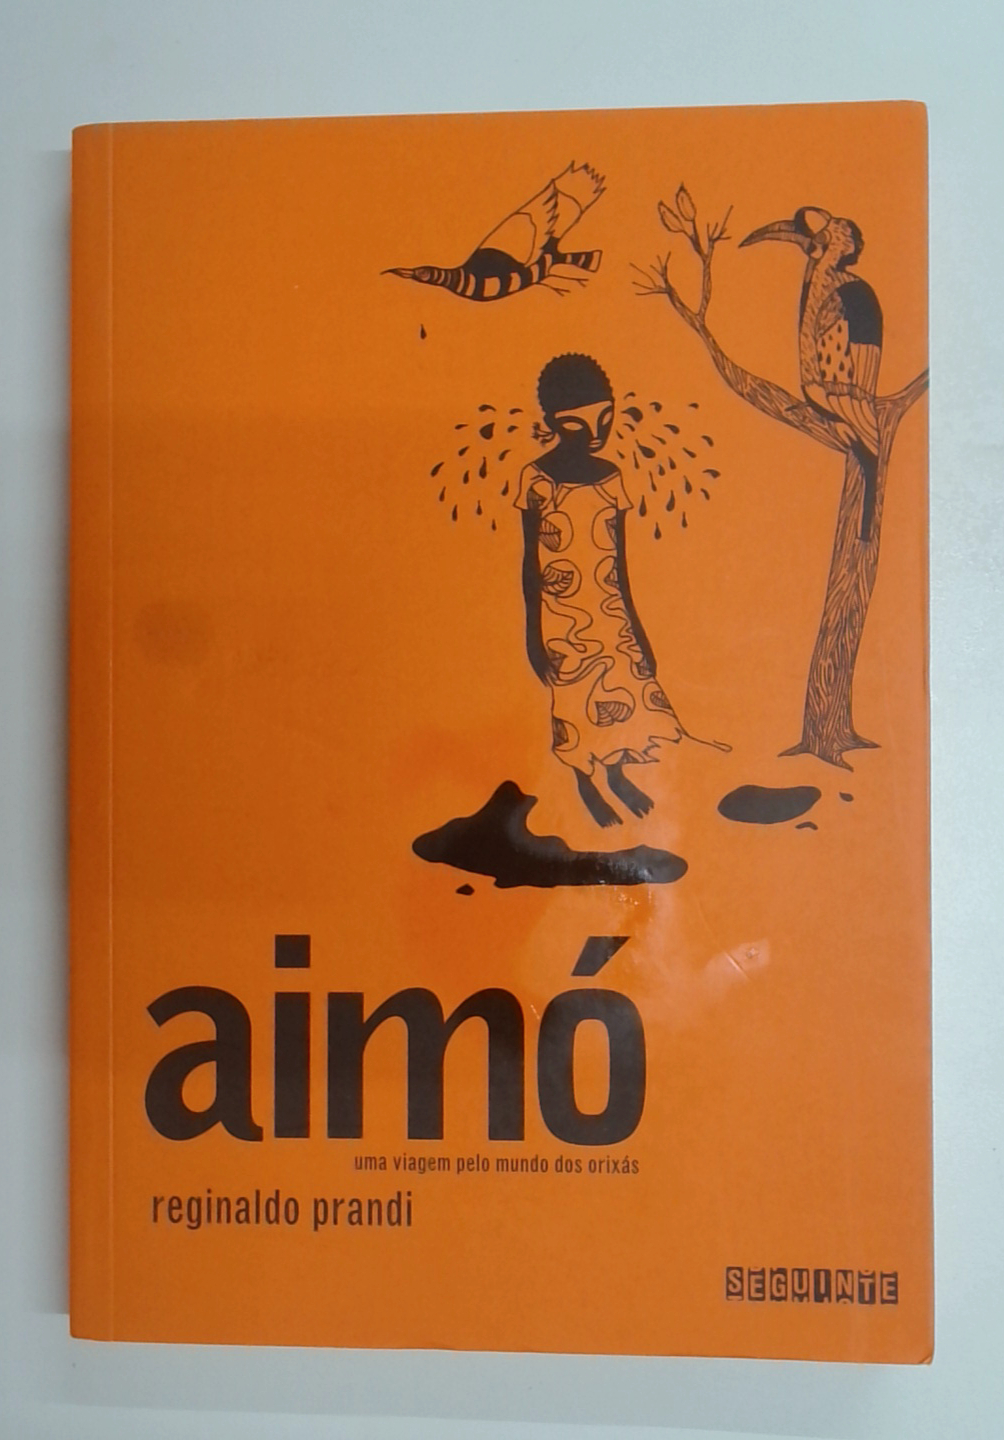 aimó
uma viagem pelo mundo dos orixás
reginaldo prandi
SEGUINTE